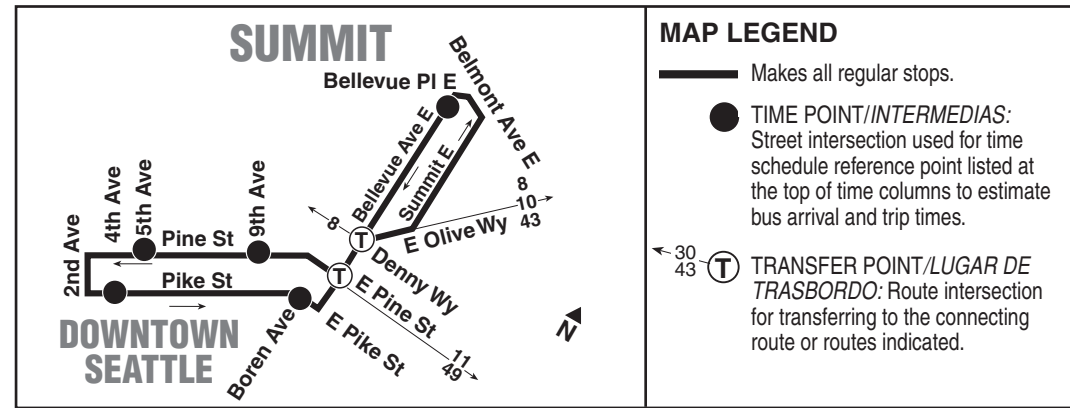 SUMMIT
Bellevue Pl E
Belmont Ave E
Bellevue Ave E
Summit E
8
10
43
8
E Olive Wy
Denny Wy
T
T
2nd Ave
4th Ave
5th Ave
9th Ave
Pine St
Pike St
E Pine St
E Pike St
11
49
Boren Ave
DOWNTOWN
SEATTLE
N
MAP LEGEND
Makes all regular stops.
TIME POINT/INTERMEDIAS:
Street intersection used for time
schedule reference point listed at
the top of time columns to estimate
bus arrival and trip times.
30
43
T
TRANSFER POINT/LUGAR DE
TRASBORDO: Route intersection
for transferring to the connecting
route or routes indicated.